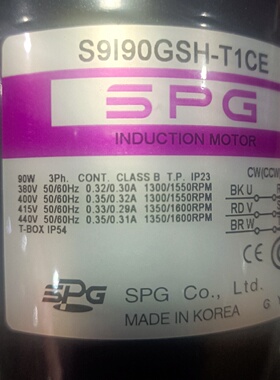 S9I90GSH-T1CE
SPG
INDUCTION MOTOR
90W 3Ph. CONT. CLASS B T.P. IP23
380V 50/60Hz 0.32/0.30A 1300/1550RPM
400V 50/60Hz 0.35/0.32A 1300/1550RPM
415V 50/60Hz 0.33/0.29A 1350/1600RPM
440V 50/60Hz 0.35/0.31A 1350/1600RPM
T-BOX IP54
CW(CCW)
BK U
RD V
BR W
SPG SPG Co., Ltd.
MADE IN KOREA
CE
G